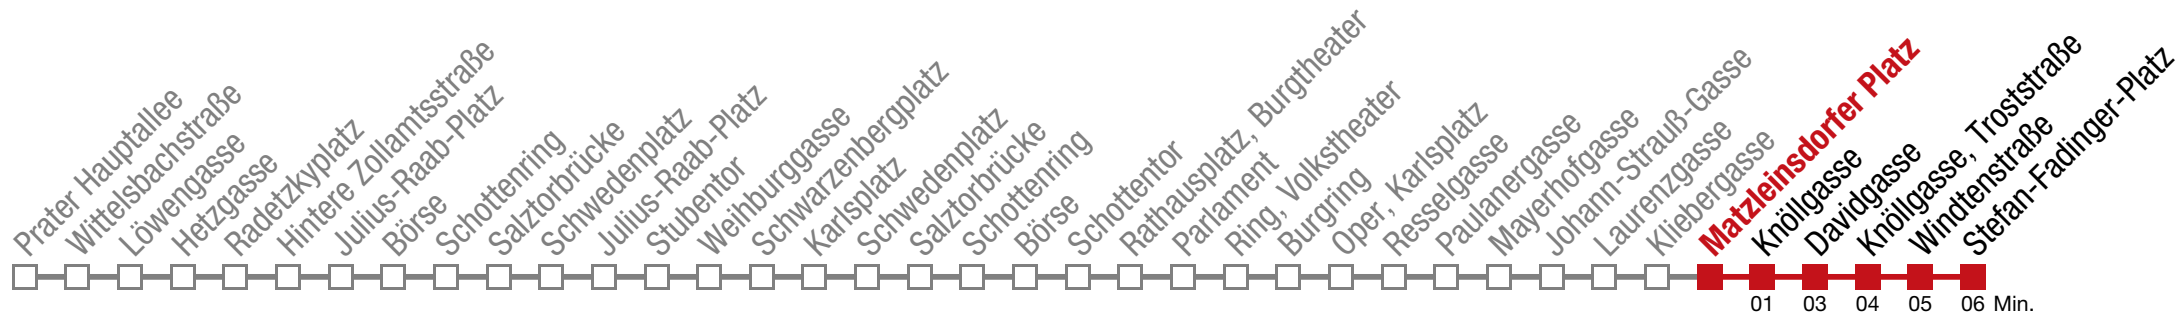 Prater Hauptallee
Wittelsbachstraße
Löwengasse
Hetzgasse
Radetzkyplatz
Hintere Zollamtsstraße
Julius-Raab-Platz
Börse
Schottenring
Salztorbrücke
Schwedenplatz
Julius-Raab-Platz
Stubentor
Weihburggasse
Schwarzenbergplatz
Karlsplatz
Schwedenplatz
Salztorbrücke
Schottenring
Börse
Schottentor
Rathausplatz, Burgtheater
Parlament
Ring, Volkstheater
Burgring
Oper, Karlsplatz
Resselgasse
Paulanergasse
Mayerhofgasse
Johann-Strauß-Gasse
Laurenzgasse
Kliebergasse
Matzleinsdorfer Platz
Knöllgasse
Davidgasse
Knöllgasse, Troststraße
Windtenstraße
Stefan-Fadinger-Platz
01 03 04 05 06 Min.